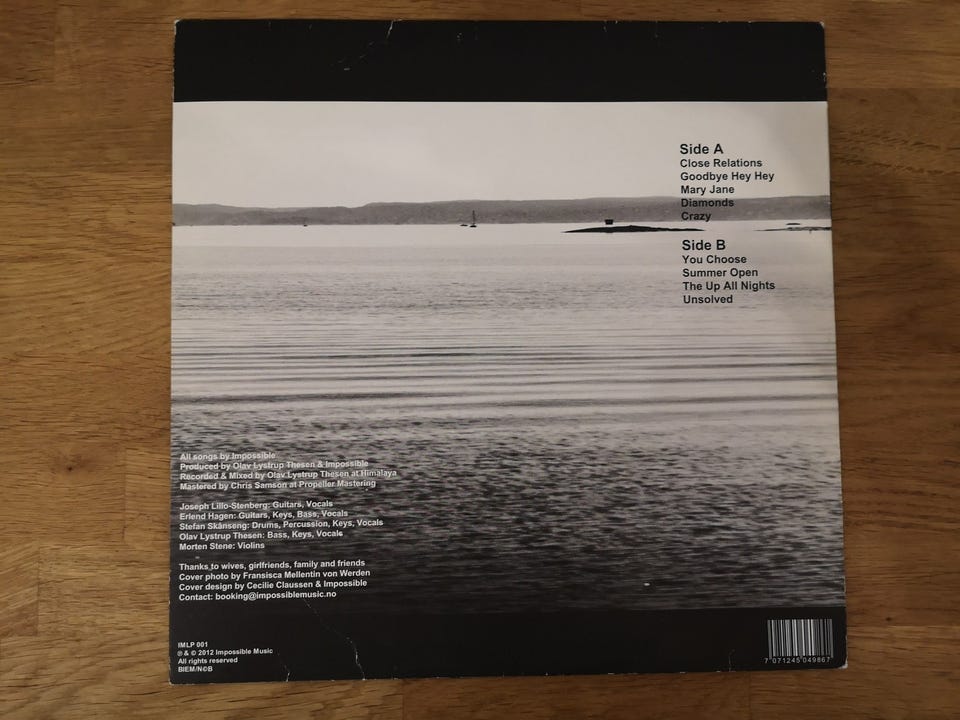 Side A
Close Relations
Goodbye Hey Hey
Mary Jane
Diamonds
Crazy
Side B
You Choose
Summer Open
The Up All Nights
Unsolved
All songs by Impossible
Produced by Olav Lystrup Thesen & Impossible
Recorded & Mixed by Olav Lystrup Thesen at Himalaya
Mastered by Chris Samson at Propeller Mastering
Joseph Lillo-Stenberg: Guitars, Vocals
Erlend Hagen: Guitars, Keys, Bass, Vocals
Stefan Skånseng: Drums, Percussion, Keys, Vocals
Olav Lystrup Thesen: Bass, Keys, Vocals
Morten Stene: Violins
Thanks to wives, girlfriends, family and friends
Cover photo by Fransisca Mellentin von Werden
Cover design by Cecilie Claussen & Impossible
Contact: booking@impossiblemusic.no
IMLP 001
℗ & © 2012 Impossible Music
All rights reserved
BIEM/N©B
7 071245 049867